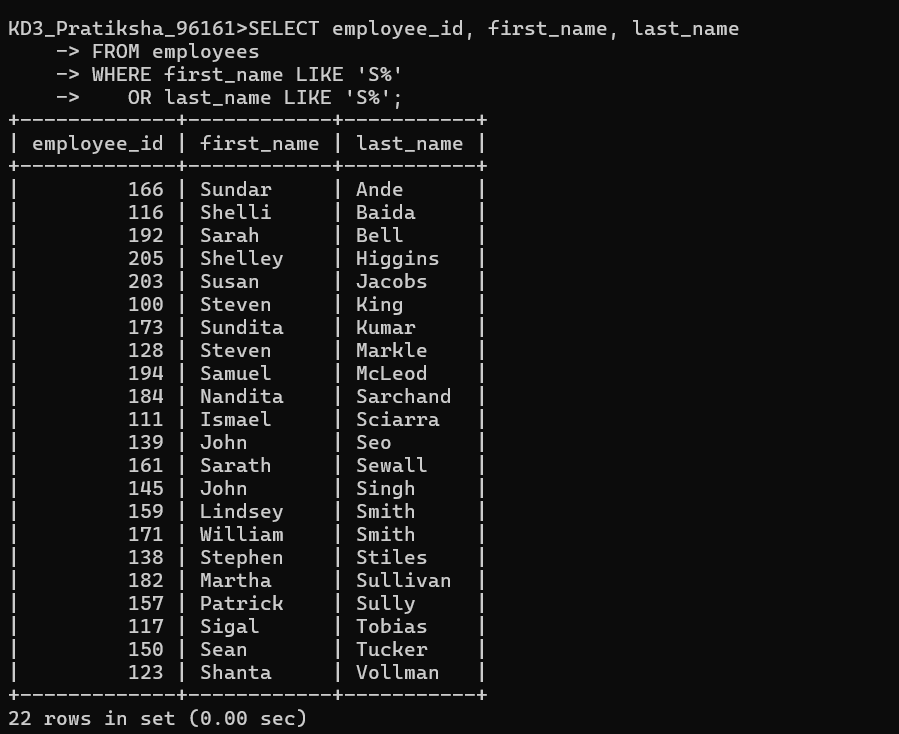 KD3_Pratiksha_96161>SELECT employee_id, first_name, last_name
    -> FROM employees
    -> WHERE first_name LIKE 'S%'
    ->    OR last_name LIKE 'S%';
+-------------+------------+-----------+
| employee_id | first_name | last_name |
+-------------+------------+-----------+
|         166 | Sundar     | Ande      |
|         116 | Shelli     | Baida     |
|         192 | Sarah      | Bell      |
|         205 | Shelley    | Higgins   |
|         203 | Susan      | Jacobs    |
|         100 | Steven     | King      |
|         173 | Sundita    | Kumar     |
|         128 | Steven     | Markle    |
|         194 | Samuel     | McLeod    |
|         184 | Nandita    | Sarchand  |
|         111 | Ismael     | Sciarra   |
|         139 | John       | Seo       |
|         161 | Sarath     | Sewall    |
|         145 | John       | Singh     |
|         159 | Lindsey    | Smith     |
|         171 | William    | Smith     |
|         138 | Stephen    | Stiles    |
|         182 | Martha     | Sullivan  |
|         157 | Patrick    | Sully     |
|         117 | Sigal      | Tobias    |
|         150 | Sean       | Tucker    |
|         123 | Shanta     | Vollman   |
+-------------+------------+-----------+
22 rows in set (0.00 sec)